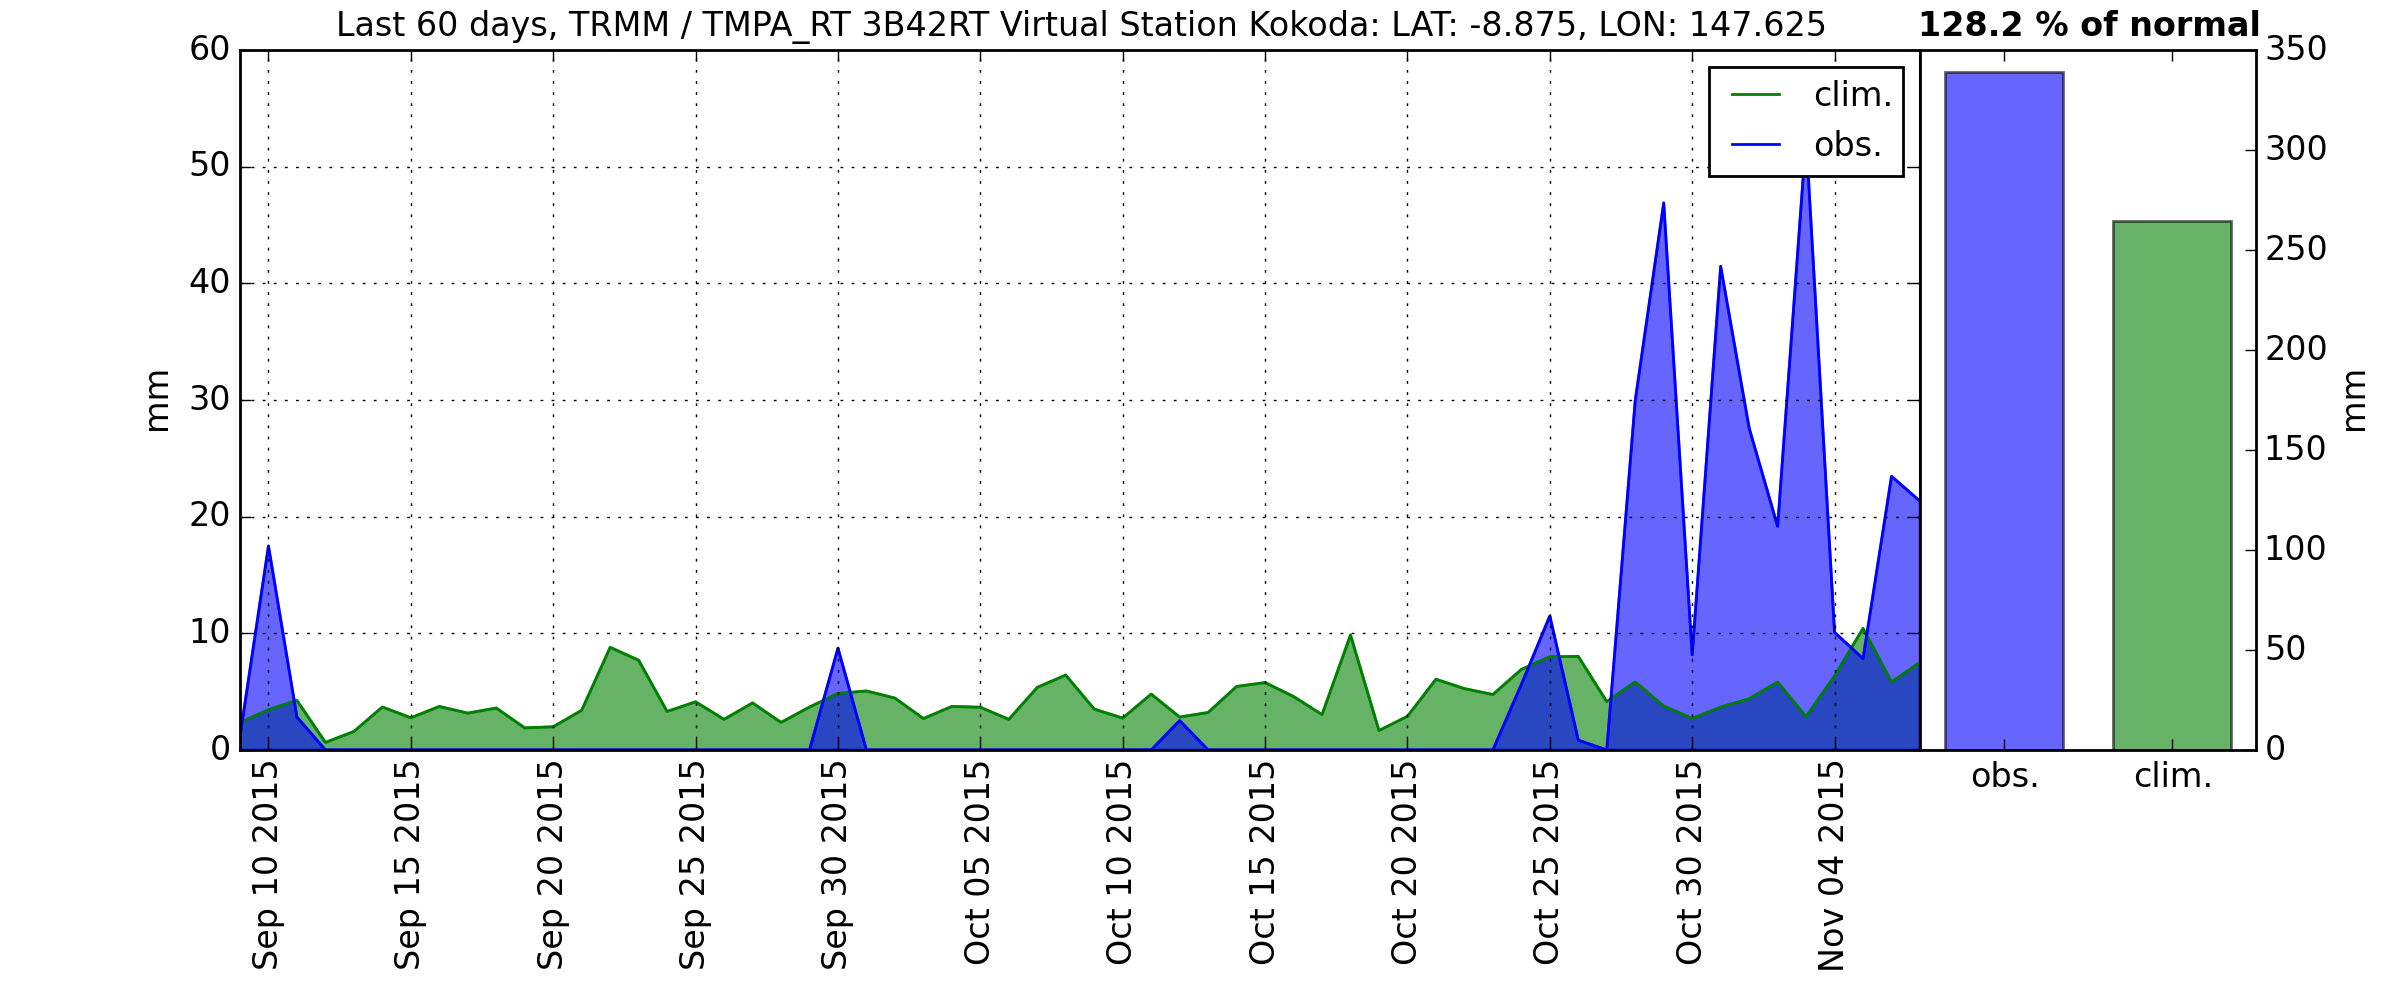 Last 60 days, TRMM / TMPA_RT 3B42RT Virtual Station Kokoda: LAT: -8.875, LON: 147.625
128.2 % of normal
60
50
40
30
20
10
0
mm
clim.
obs.
Sep 10 2015
Sep 15 2015
Sep 20 2015
Sep 25 2015
Sep 30 2015
Oct 05 2015
Oct 10 2015
Oct 15 2015
Oct 20 2015
Oct 25 2015
Oct 30 2015
Nov 04 2015
obs.
clim.
350
300
250
200
150
100
50
0
mm